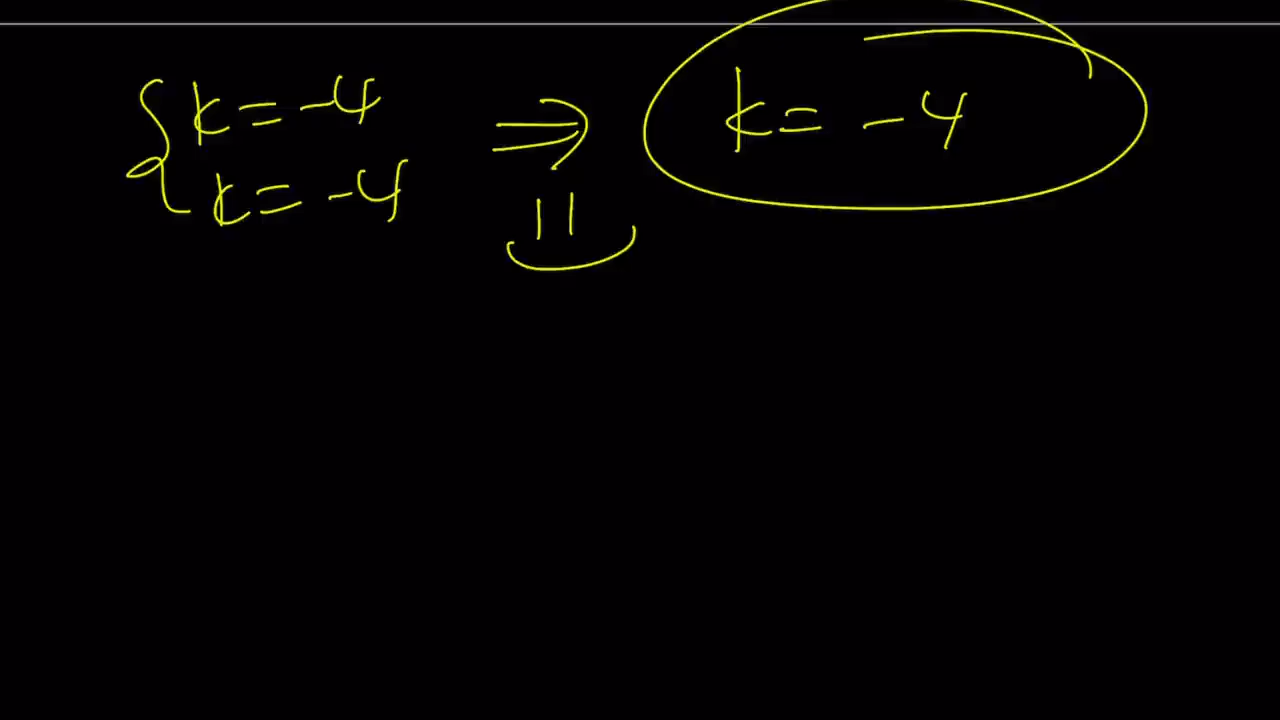 k = -4 ⇒ k = -4
k = -4